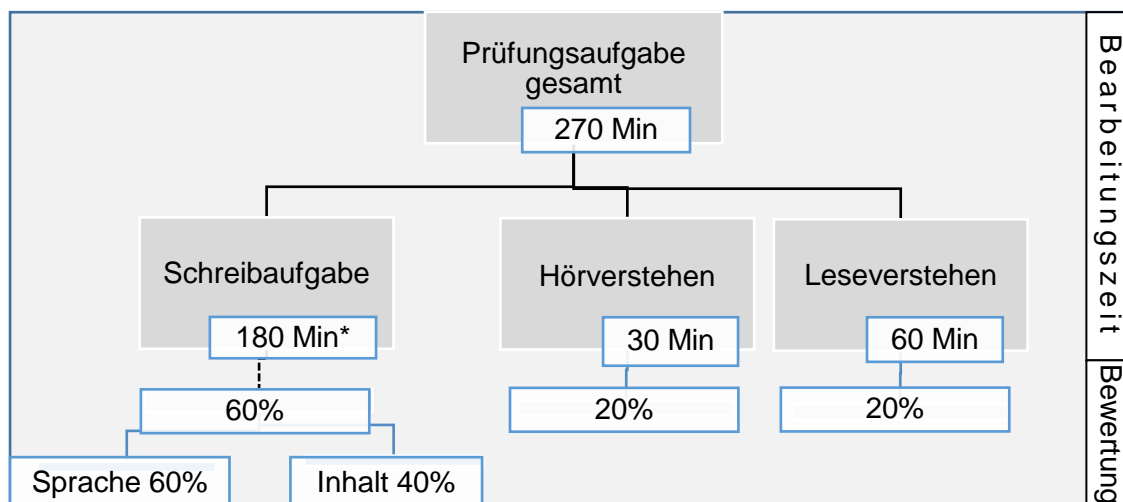 Prüfungsaufgabe
gesamt
270 Min
Schreibaufgabe
Hörverstehen
Leseverstehen
180 Min*
30 Min
60 Min
60%
20%
20%
Sprache 60%
Inhalt 40%
Bearbeitungszeit
Bewertung